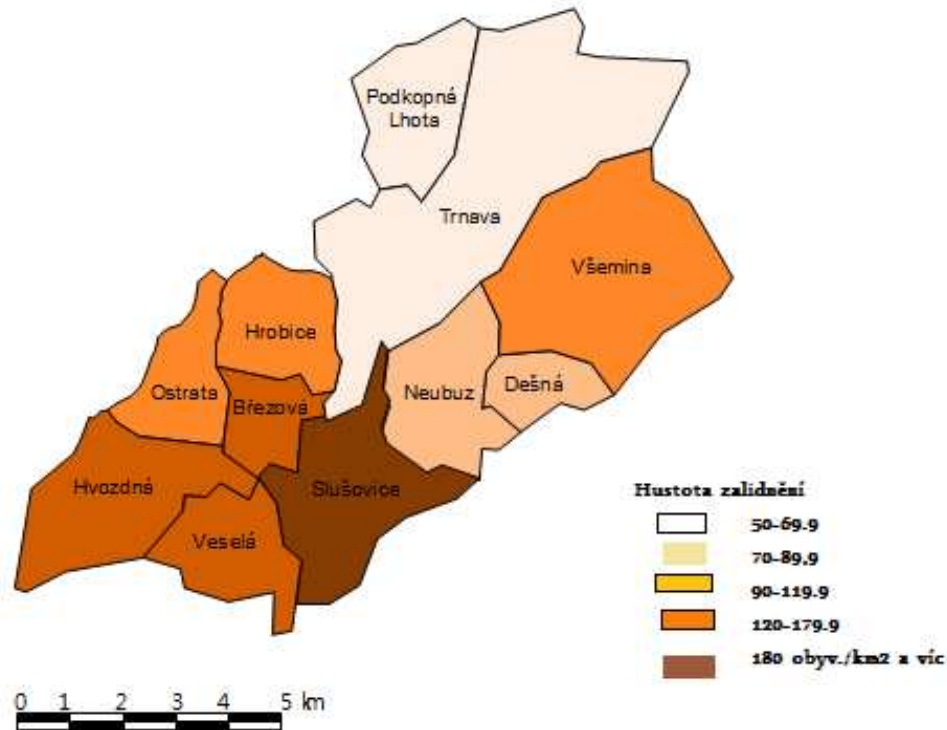 Podkopná
Lhota
Trnava
Všemina
Hrobice
Ostrata
Březová
Neubuz
Dešná
Hvozdná
Slušovice
Veselá
Hustota zalidnění
50-69.9
70-89.9
90-119.9
120-179.9
180 obyv./km2 a víc
0 1 2 3 4 5 km